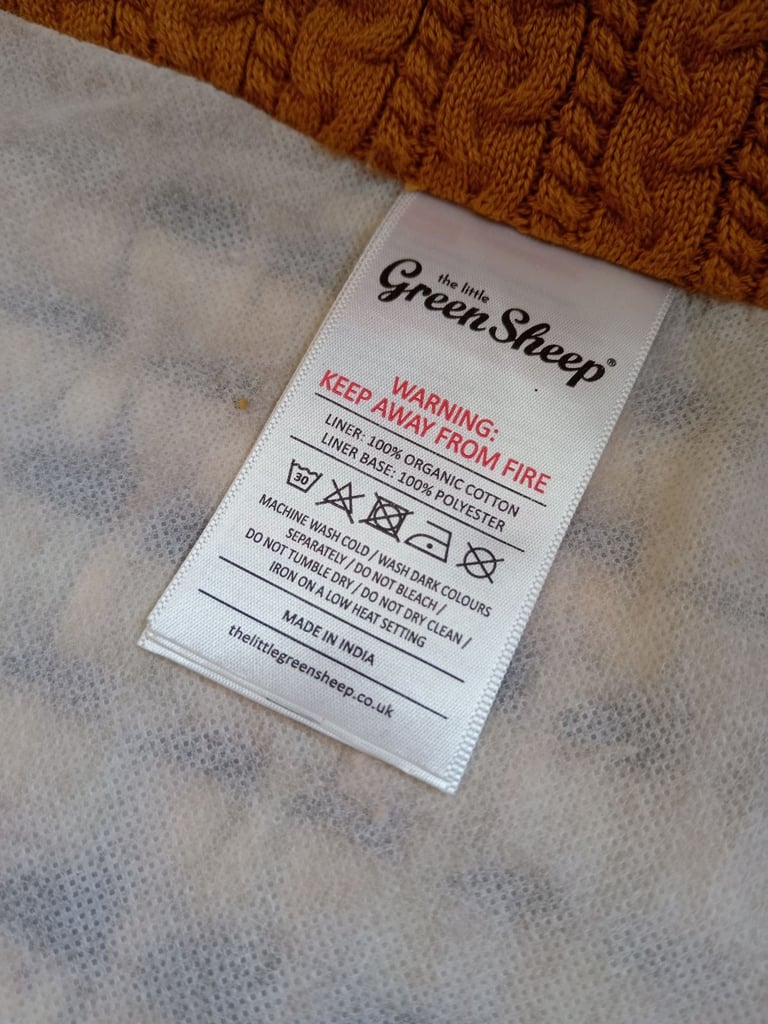 the little
Green Sheep®
WARNING:
KEEP AWAY FROM FIRE
LINER: 100% ORGANIC COTTON
LINER BASE: 100% POLYESTER
30
MACHINE WASH COLD / WASH DARK COLOURS
SEPARATELY / DO NOT BLEACH /
DO NOT TUMBLE DRY / DO NOT DRY CLEAN /
IRON ON A LOW HEAT SETTING
MADE IN INDIA
thelittlegreensheep.co.uk